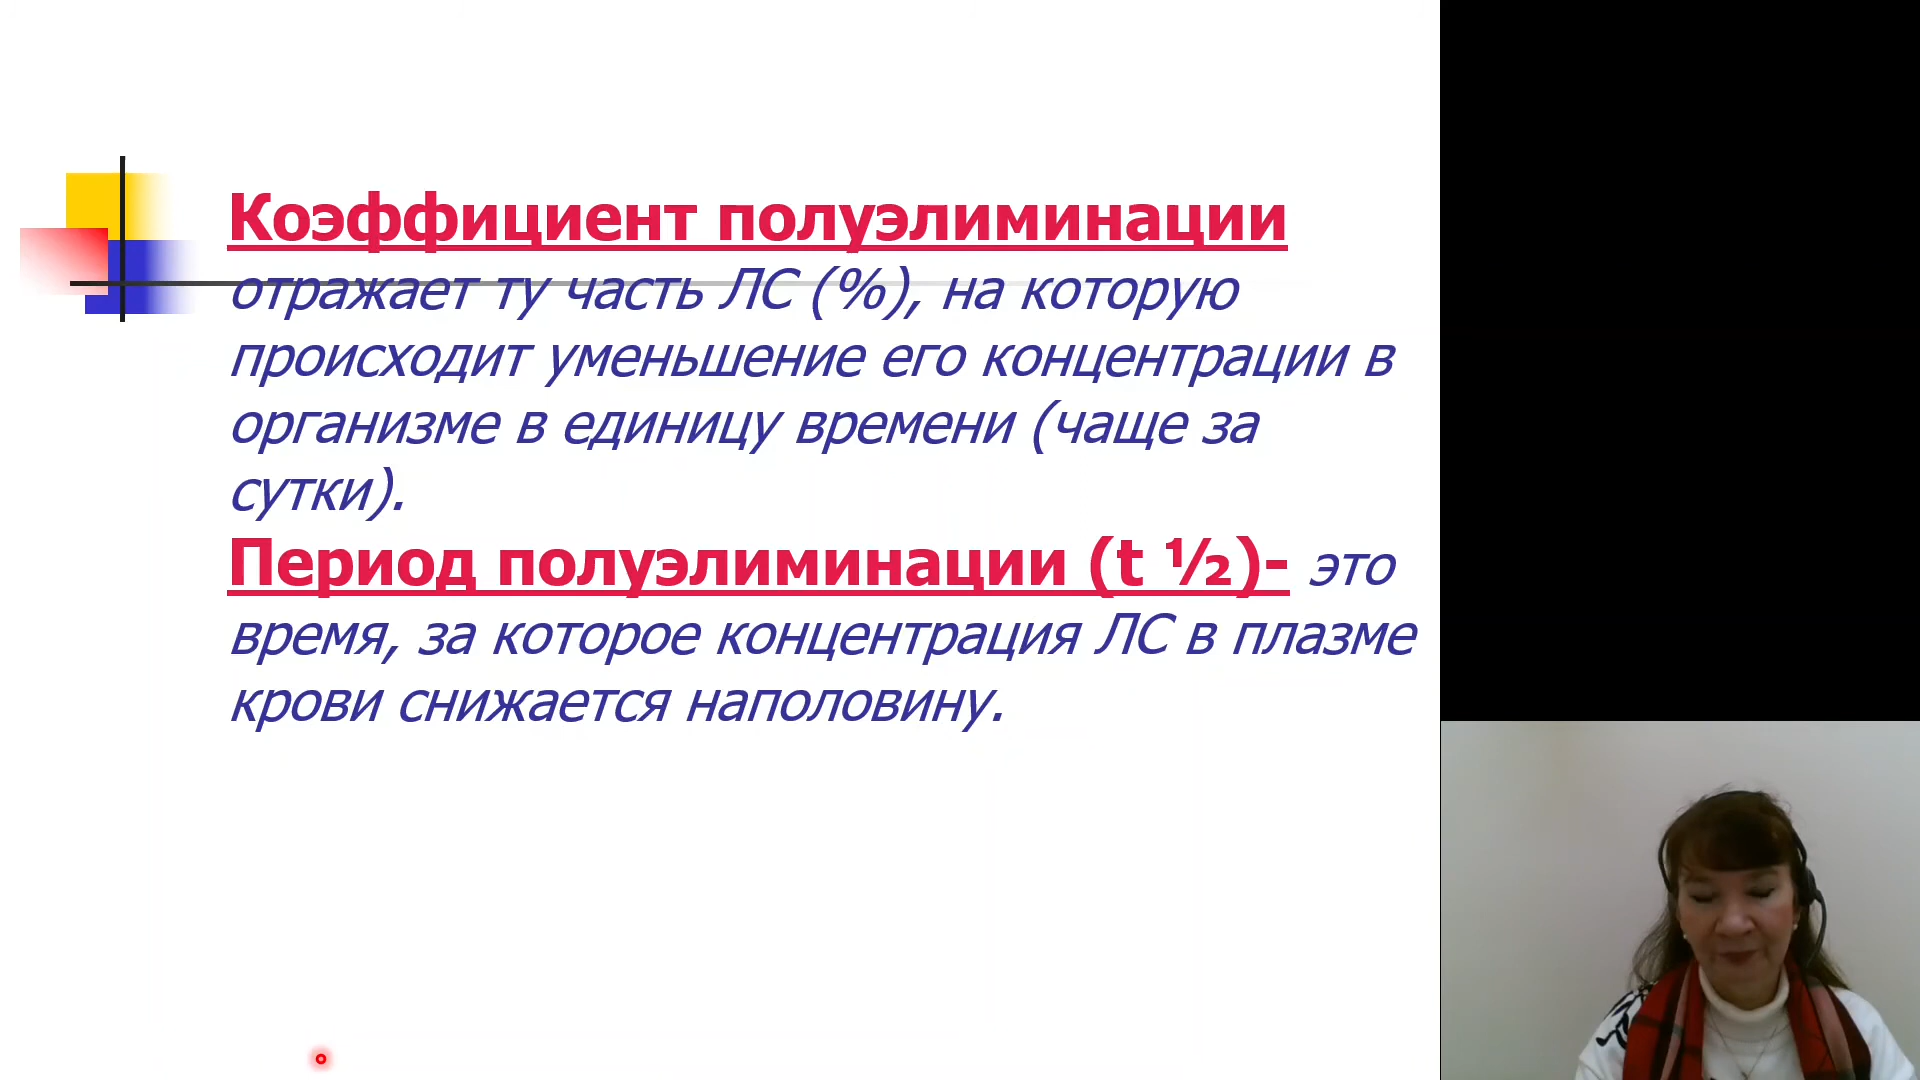 Коэффициент полуэлиминации
отражает ту часть ЛС (%), на которую
происходит уменьшение его концентрации в
организме в единицу времени (чаще за
сутки).
Период полуэлиминации (t ½)- это
время, за которое концентрация ЛС в плазме
крови снижается наполовину.